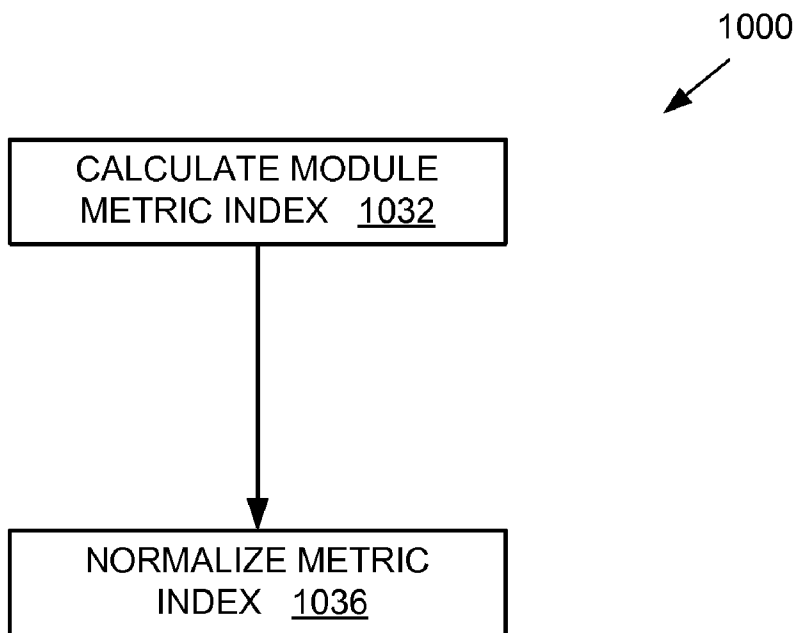 1000
CALCULATE MODULE
METRIC INDEX 1032
NORMALIZE METRIC
INDEX 1036